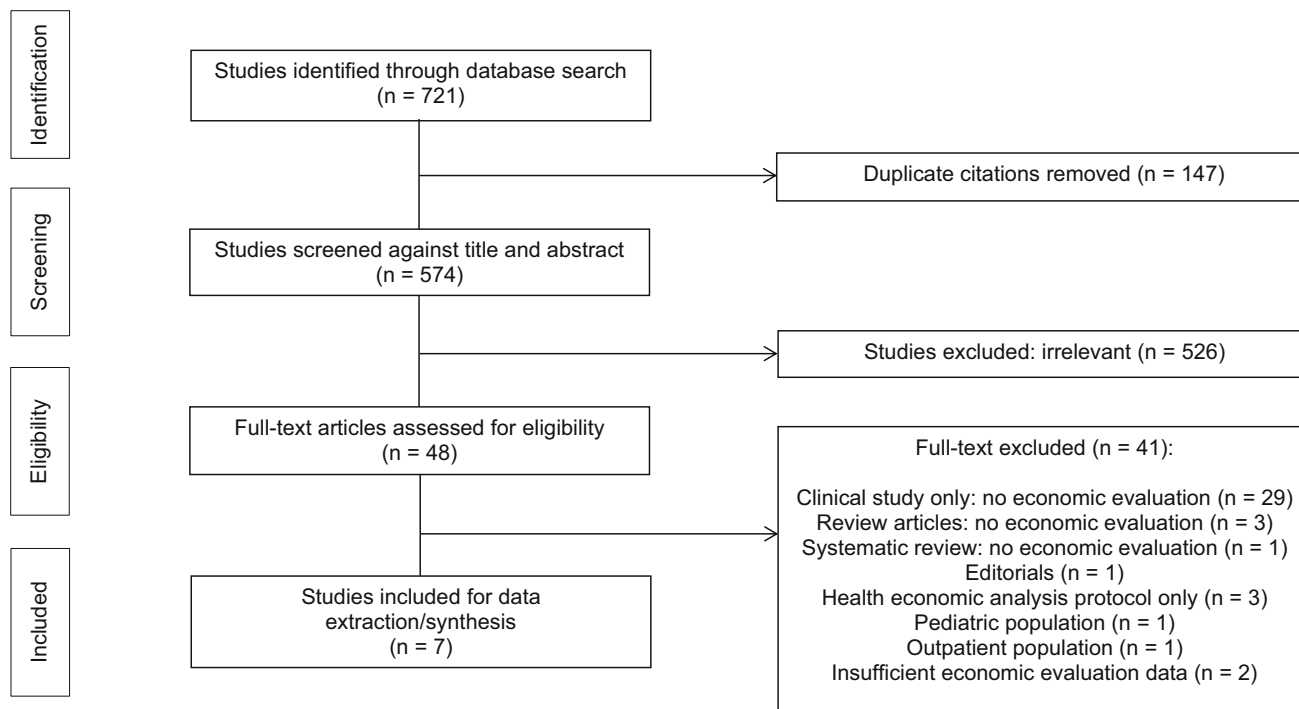 Identification
Studies identified through database search
(n = 721)
Duplicate citations removed (n = 147)
Screening
Studies screened against title and abstract
(n = 574)
Studies excluded: irrelevant (n = 526)
Eligibility
Full-text articles assessed for eligibility
(n = 48)
Full-text excluded (n = 41):
Clinical study only: no economic evaluation (n = 29)
Review articles: no economic evaluation (n = 3)
Systematic review: no economic evaluation (n = 1)
Editorials (n = 1)
Health economic analysis protocol only (n = 3)
Pediatric population (n = 1)
Outpatient population (n = 1)
Insufficient economic evaluation data (n = 2)
Included
Studies included for data
extraction/synthesis
(n = 7)